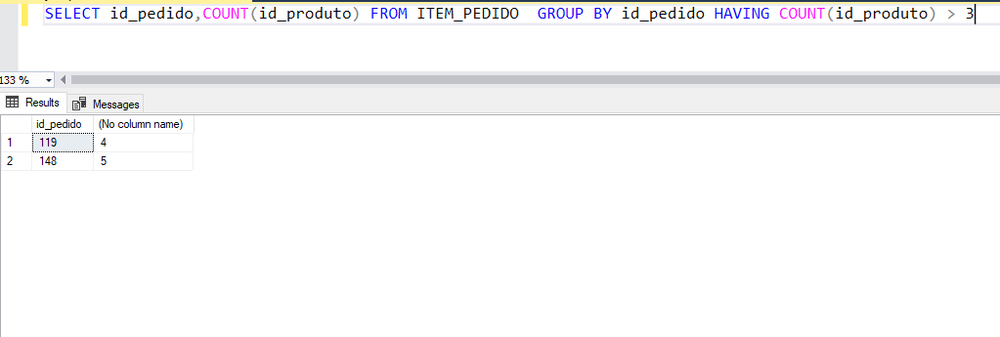 SELECT id_pedido,COUNT(id_produto) FROM ITEM_PEDIDO  GROUP BY id_pedido HAVING COUNT(id_produto) > 3
133 %
Results Messages
id_pedido (No column name)
1 119 4
2 148 5